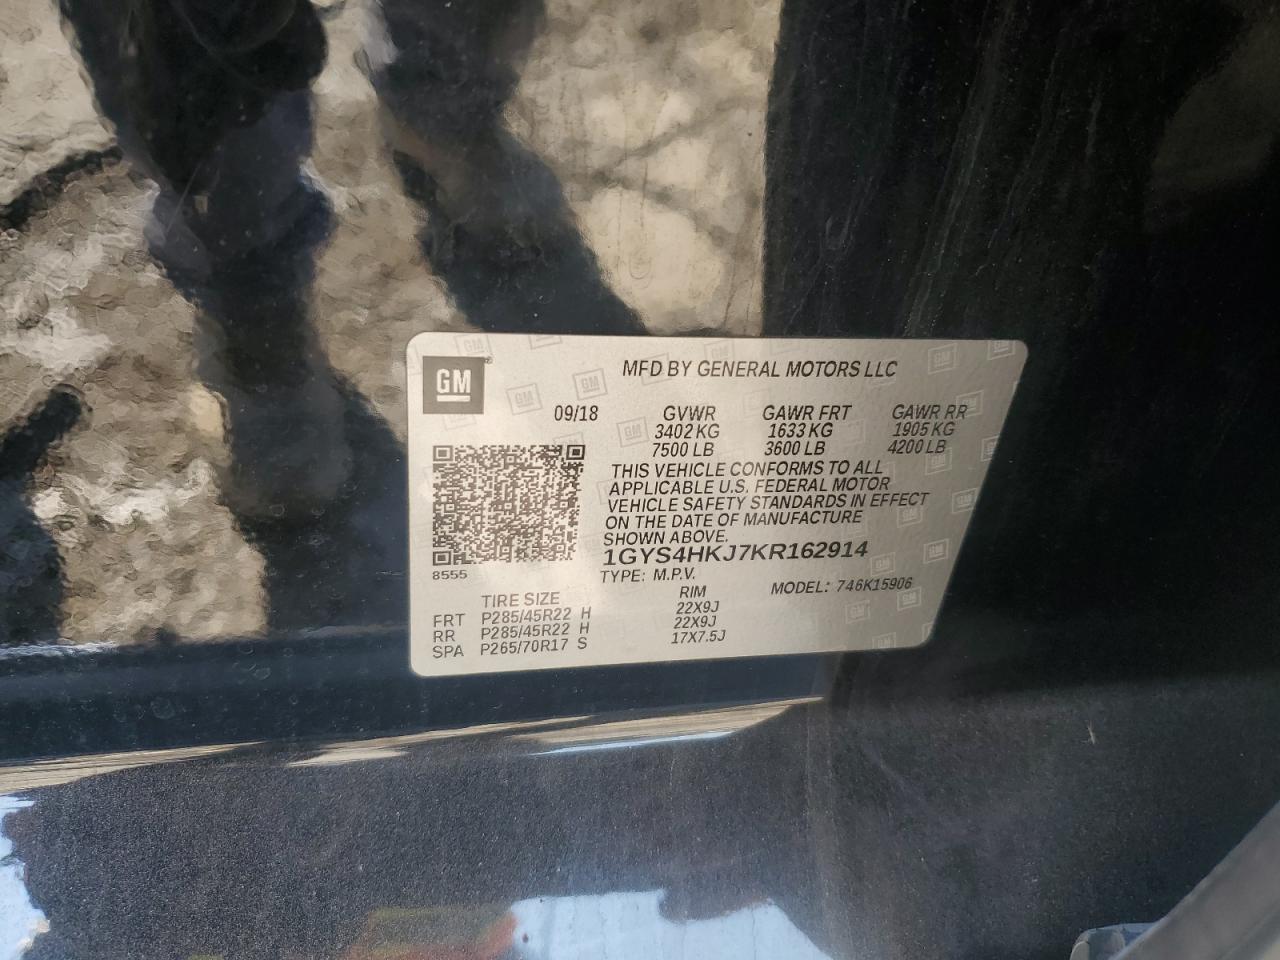 GM
MFD BY GENERAL MOTORS LLC
09/18 GVWR GAWR FRT GAWR RR
3402 KG 1633 KG 1905 KG
7500 LB 3600 LB 4200 LB
THIS VEHICLE CONFORMS TO ALL
APPLICABLE U.S. FEDERAL MOTOR
VEHICLE SAFETY STANDARDS IN EFFECT
ON THE DATE OF MANUFACTURE
SHOWN ABOVE.
1GYS4HKJ7KR162914
8555
TYPE: M.P.V. MODEL: 746K15906
TIRE SIZE RIM
FRT P285/45R22 H 22X9J
RR P285/45R22 H 22X9J
SPA P265/70R17 S 17X7.5J